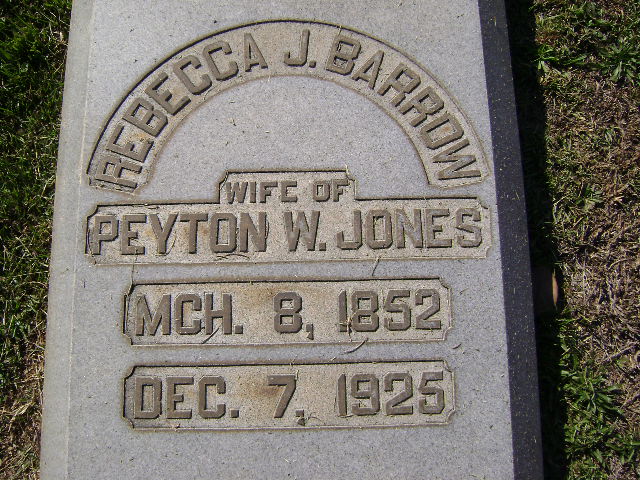 REBECCA J. BARROW
WIFE OF
PEYTON W. JONES
MCH. 8, 1852
DEC. 7, 1925